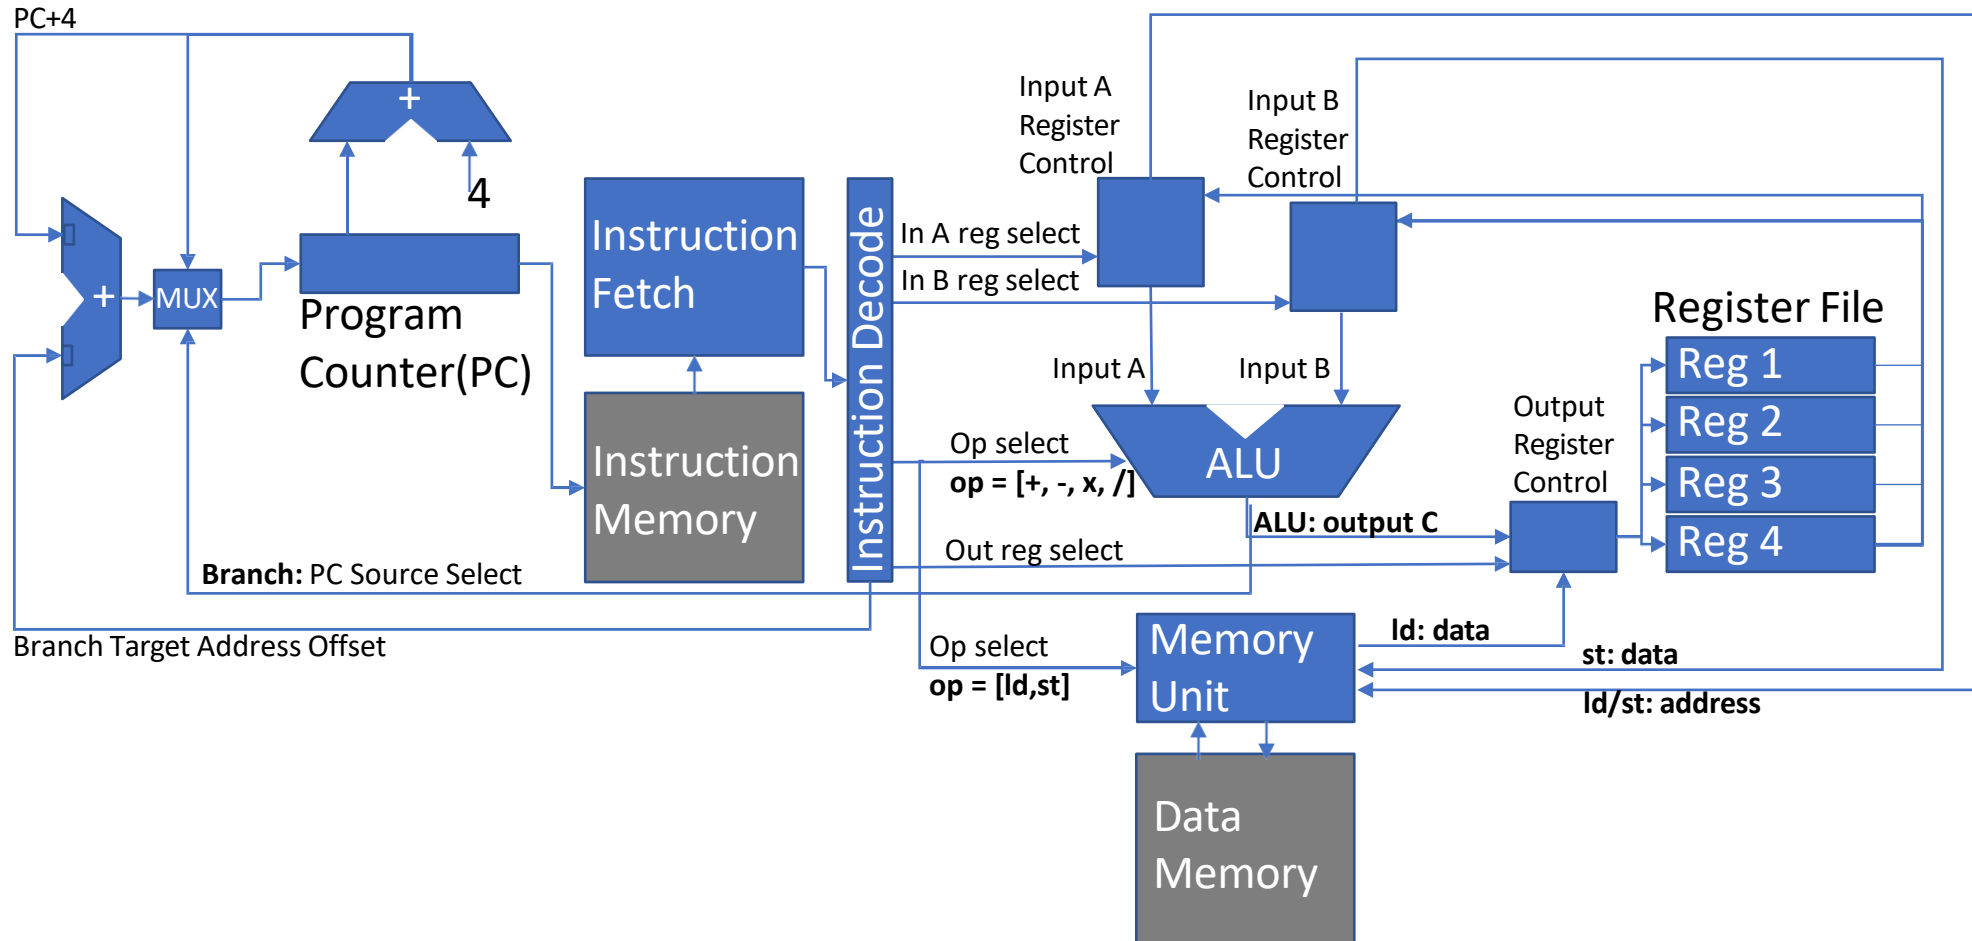 PC+4
+
4
+
MUX
Program
Counter(PC)
Instruction
Fetch
Instruction
Memory
Instruction Decode
Branch: PC Source Select
Branch Target Address Offset
Input A
Register
Control
Input B
Register
Control
In A reg select
In B reg select
Input A
Input B
Op select
op = [+, -, x, /]
ALU
ALU: output C
Out reg select
Output
Register
Control
Register File
Reg 1
Reg 2
Reg 3
Reg 4
Op select
op = [ld,st]
Memory
Unit
ld: data
st: data
ld/st: address
Data
Memory